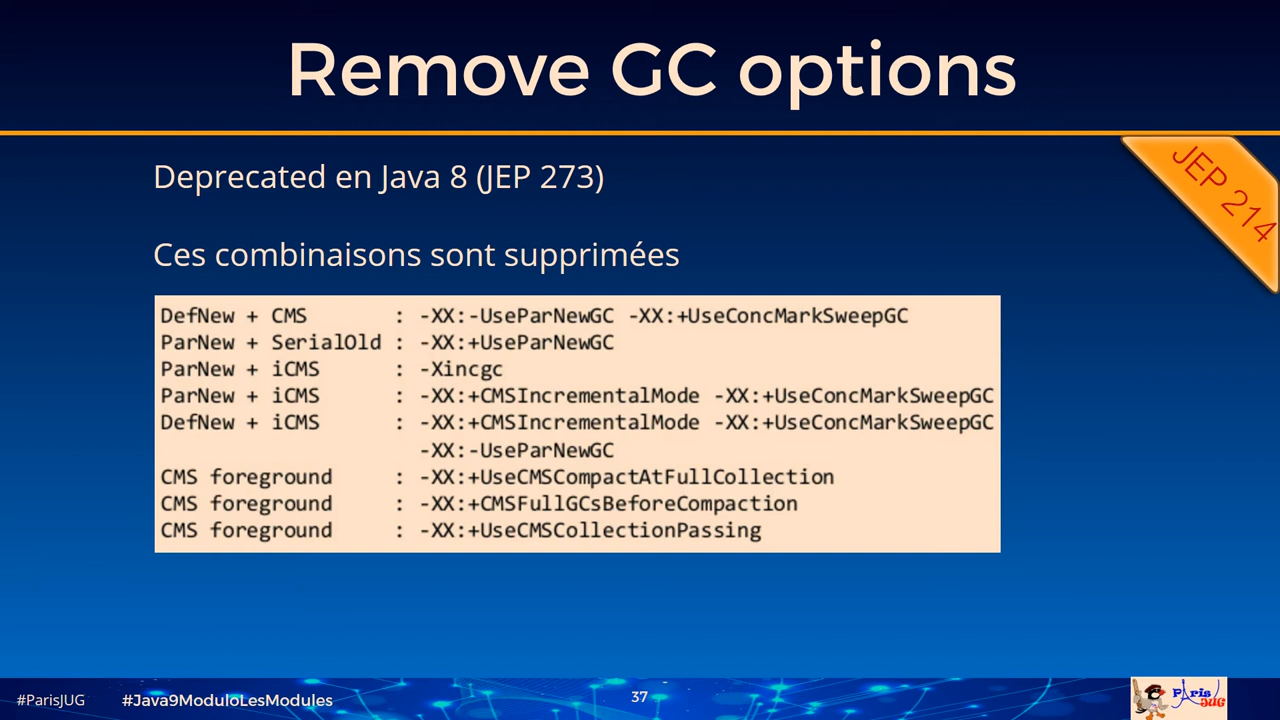 Remove GC options
JEP 214
Deprecated en Java 8 (JEP 273)
Ces combinaisons sont supprimées
DefNew + CMS : -XX:-UseParNewGC -XX:+UseConcMarkSweepGC
ParNew + SerialOld : -XX:+UseParNewGC
ParNew + iCMS : -Xincgc
ParNew + iCMS : -XX:+CMSIncrementalMode -XX:+UseConcMarkSweepGC
DefNew + iCMS : -XX:+CMSIncrementalMode -XX:+UseConcMarkSweepGC
-XX:-UseParNewGC
CMS foreground : -XX:+UseCMSCompactAtFullCollection
CMS foreground : -XX:+CMSFullGCsBeforeCompaction
CMS foreground : -XX:+UseCMSCollectionPassing
#ParisJUG #Java9ModuloLesModules 37 Paris JUG